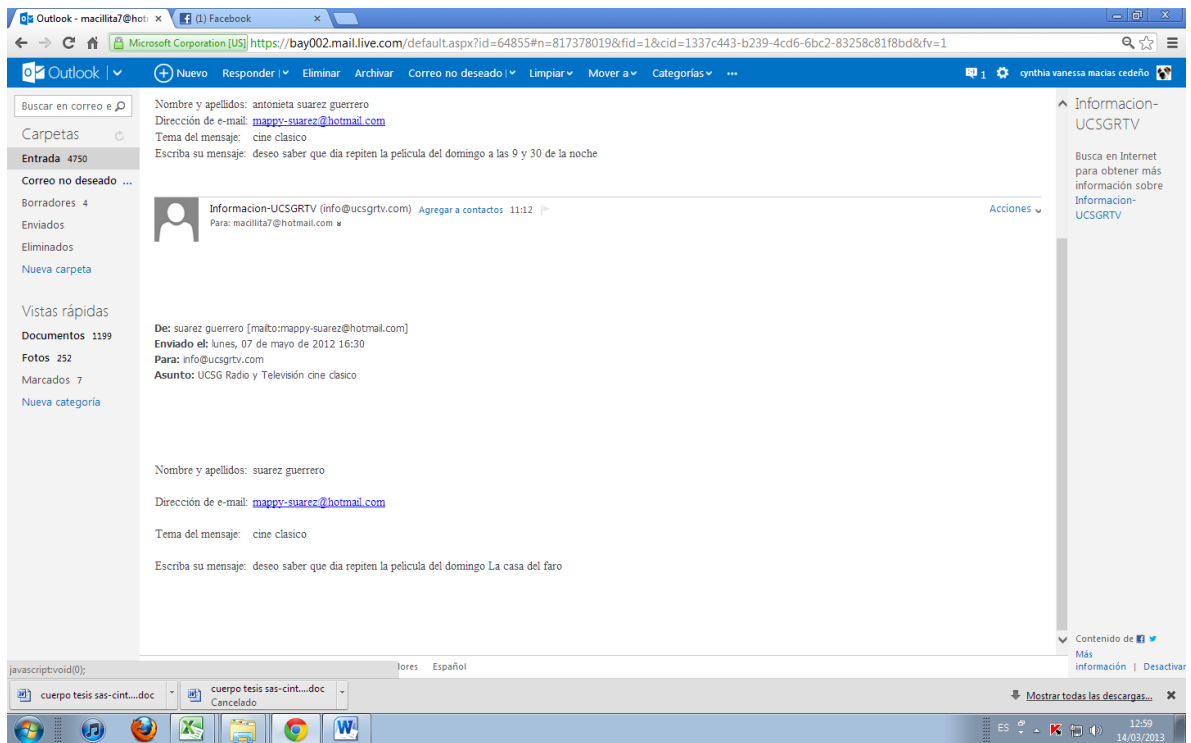 Outlook - macillita7@hot
(1) Facebook
Microsoft Corporation [US] https://bay002.mail.live.com/default.aspx?id=64855#n=817378019&fid=1&cid=1337c443-b239-4cd6-6bc2-83258c81f8bd&fv=1
Outlook
Nuevo Responder Eliminar Archivar Correo no deseado Limpiar Mover a Categorías ···
1 cynthia vanessa macias cedeño
Buscar en correo e
Carpetas
Entrada 4750
Correo no deseado ...
Borradores 4
Enviados
Eliminados
Nueva carpeta
Vistas rápidas
Documentos 1199
Fotos 252
Marcados 7
Nueva categoría
Nombre y apellidos: antonieta suarez guerrero
Dirección de e-mail: mappy-suarez@hotmail.com
Tema del mensaje: cine clasico
Escriba su mensaje: deseo saber que dia repiten la pelicula del domingo a las 9 y 30 de la noche
Informacion-UCSGRTV (info@ucsgrtv.com) Agregar a contactos 11:12
Acciones
Para: macillita7@hotmail.com
De: suarez guerrero [mailto:mappy-suarez@hotmail.com]
Enviado el: lunes, 07 de mayo de 2012 16:30
Para: info@ucsgrtv.com
Asunto: UCSG Radio y Televisión cine clasico
Nombre y apellidos: suarez guerrero
Dirección de e-mail: mappy-suarez@hotmail.com
Tema del mensaje: cine clasico
Escriba su mensaje: deseo saber que dia repiten la pelicula del domingo La casa del faro
Informacion-
UCSGRTV
Busca en Internet
para obtener más
información sobre
Informacion-
UCSGRTV
Contenido de
Más
información | Desactivar
javascript:void(0);
lores Español
cuerpo tesis sas-cint....doc
cuerpo tesis sas-cint....doc
Cancelado
Mostrar todas las descargas...
ES
12:59
14/03/2013